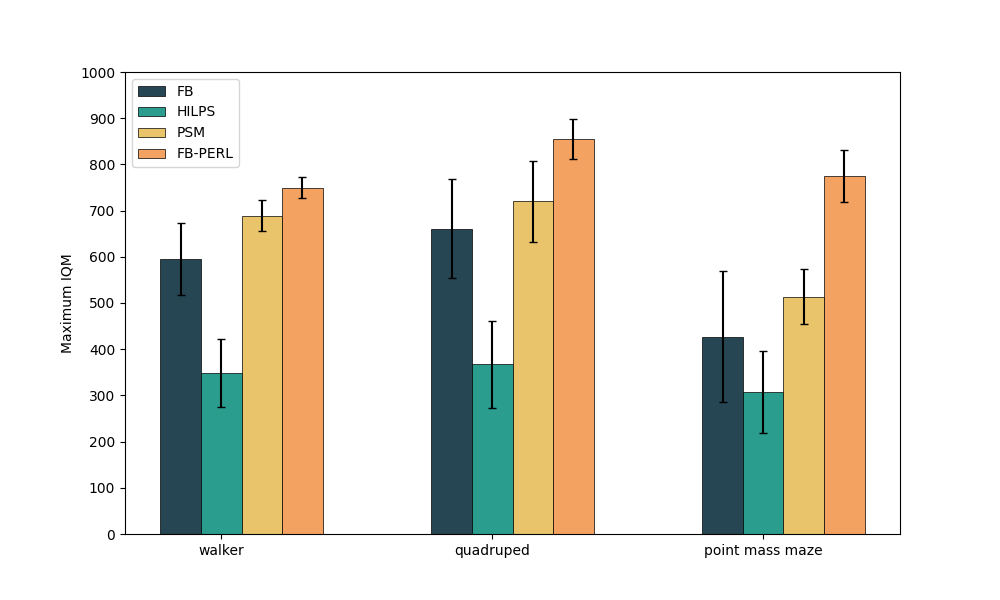 1000
900
800
700
600
500
400
300
200
100
0
Maximum IQM
FB
HILPS
PSM
FB-PERL
walker
quadruped
point mass maze